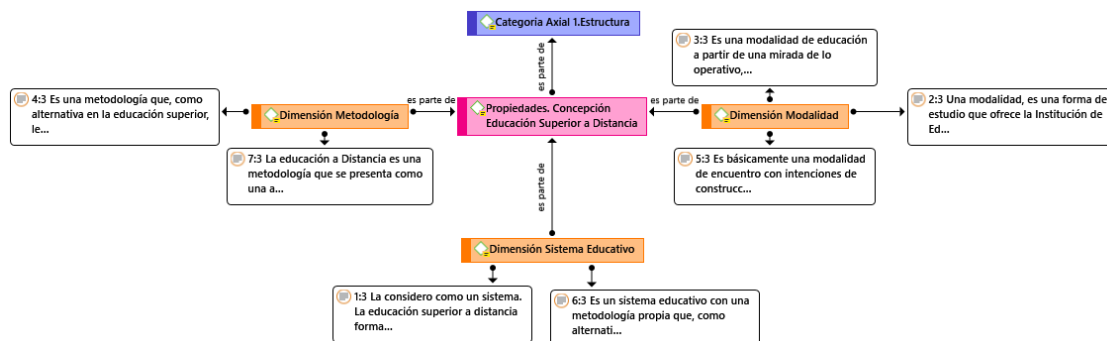 Categoria Axial 1.Estructura
es parte de
3:3 Es una modalidad de educación
a partir de una mirada de lo
operativo,...
4:3 Es una metodología que, como
alternativa en la educación superior,
le...
Dimensión Metodología
es parte de
Propiedades. Concepción
Educación Superior a Distancia
es parte de
Dimensión Modalidad
2:3 Una modalidad, es una forma de
estudio que ofrece la Institución de
Ed...
7:3 La educación a Distancia es una
metodología que se presenta como
una a...
5:3 Es básicamente una modalidad
de encuentro con intenciones de
construcc...
es parte de
Dimensión Sistema Educativo
1:3 La considero como un sistema.
La educación superior a distancia
forma...
6:3 Es un sistema educativo con una
metodología propia que, como
alternati...